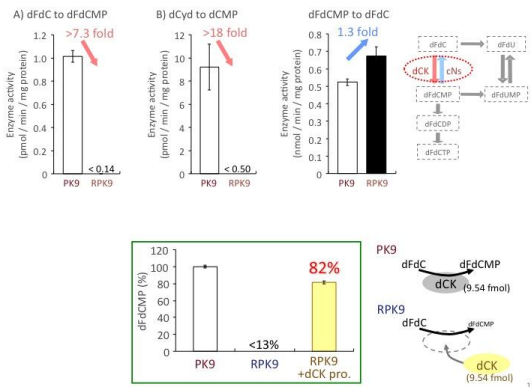 A) dFdC to dFdCMP
>7.3 fold
Enzyme activity
(pmol / min / mg protein)
1.2
1.0
0.8
0.6
0.4
0.2
0.0
< 0.14
PK9
RPK9
B) dCyd to dCMP
>18 fold
Enzyme activity
(pmol / min / mg protein)
12
10
8
6
4
2
0
< 0.50
PK9
RPK9
dFdCMP to dFdC
1.3 fold
Enzyme activity
(nmol / min / mg protein)
0.8
0.7
0.6
0.5
0.4
0.3
0.2
0.1
0
PK9
RPK9
dFdC
dFdU
dCK
cNs
dFdCMP
dFdUMP
dFdCDP
dFdCTP
dFdCMP (%)
120
100
80
60
40
20
0
<13%
82%
PK9
RPK9
RPK9
+dCK pro.
PK9
dFdC
dFdCMP
dCK
(9.54 fmol)
RPK9
dFdC
dFdCMP
dCK
(9.54 fmol)